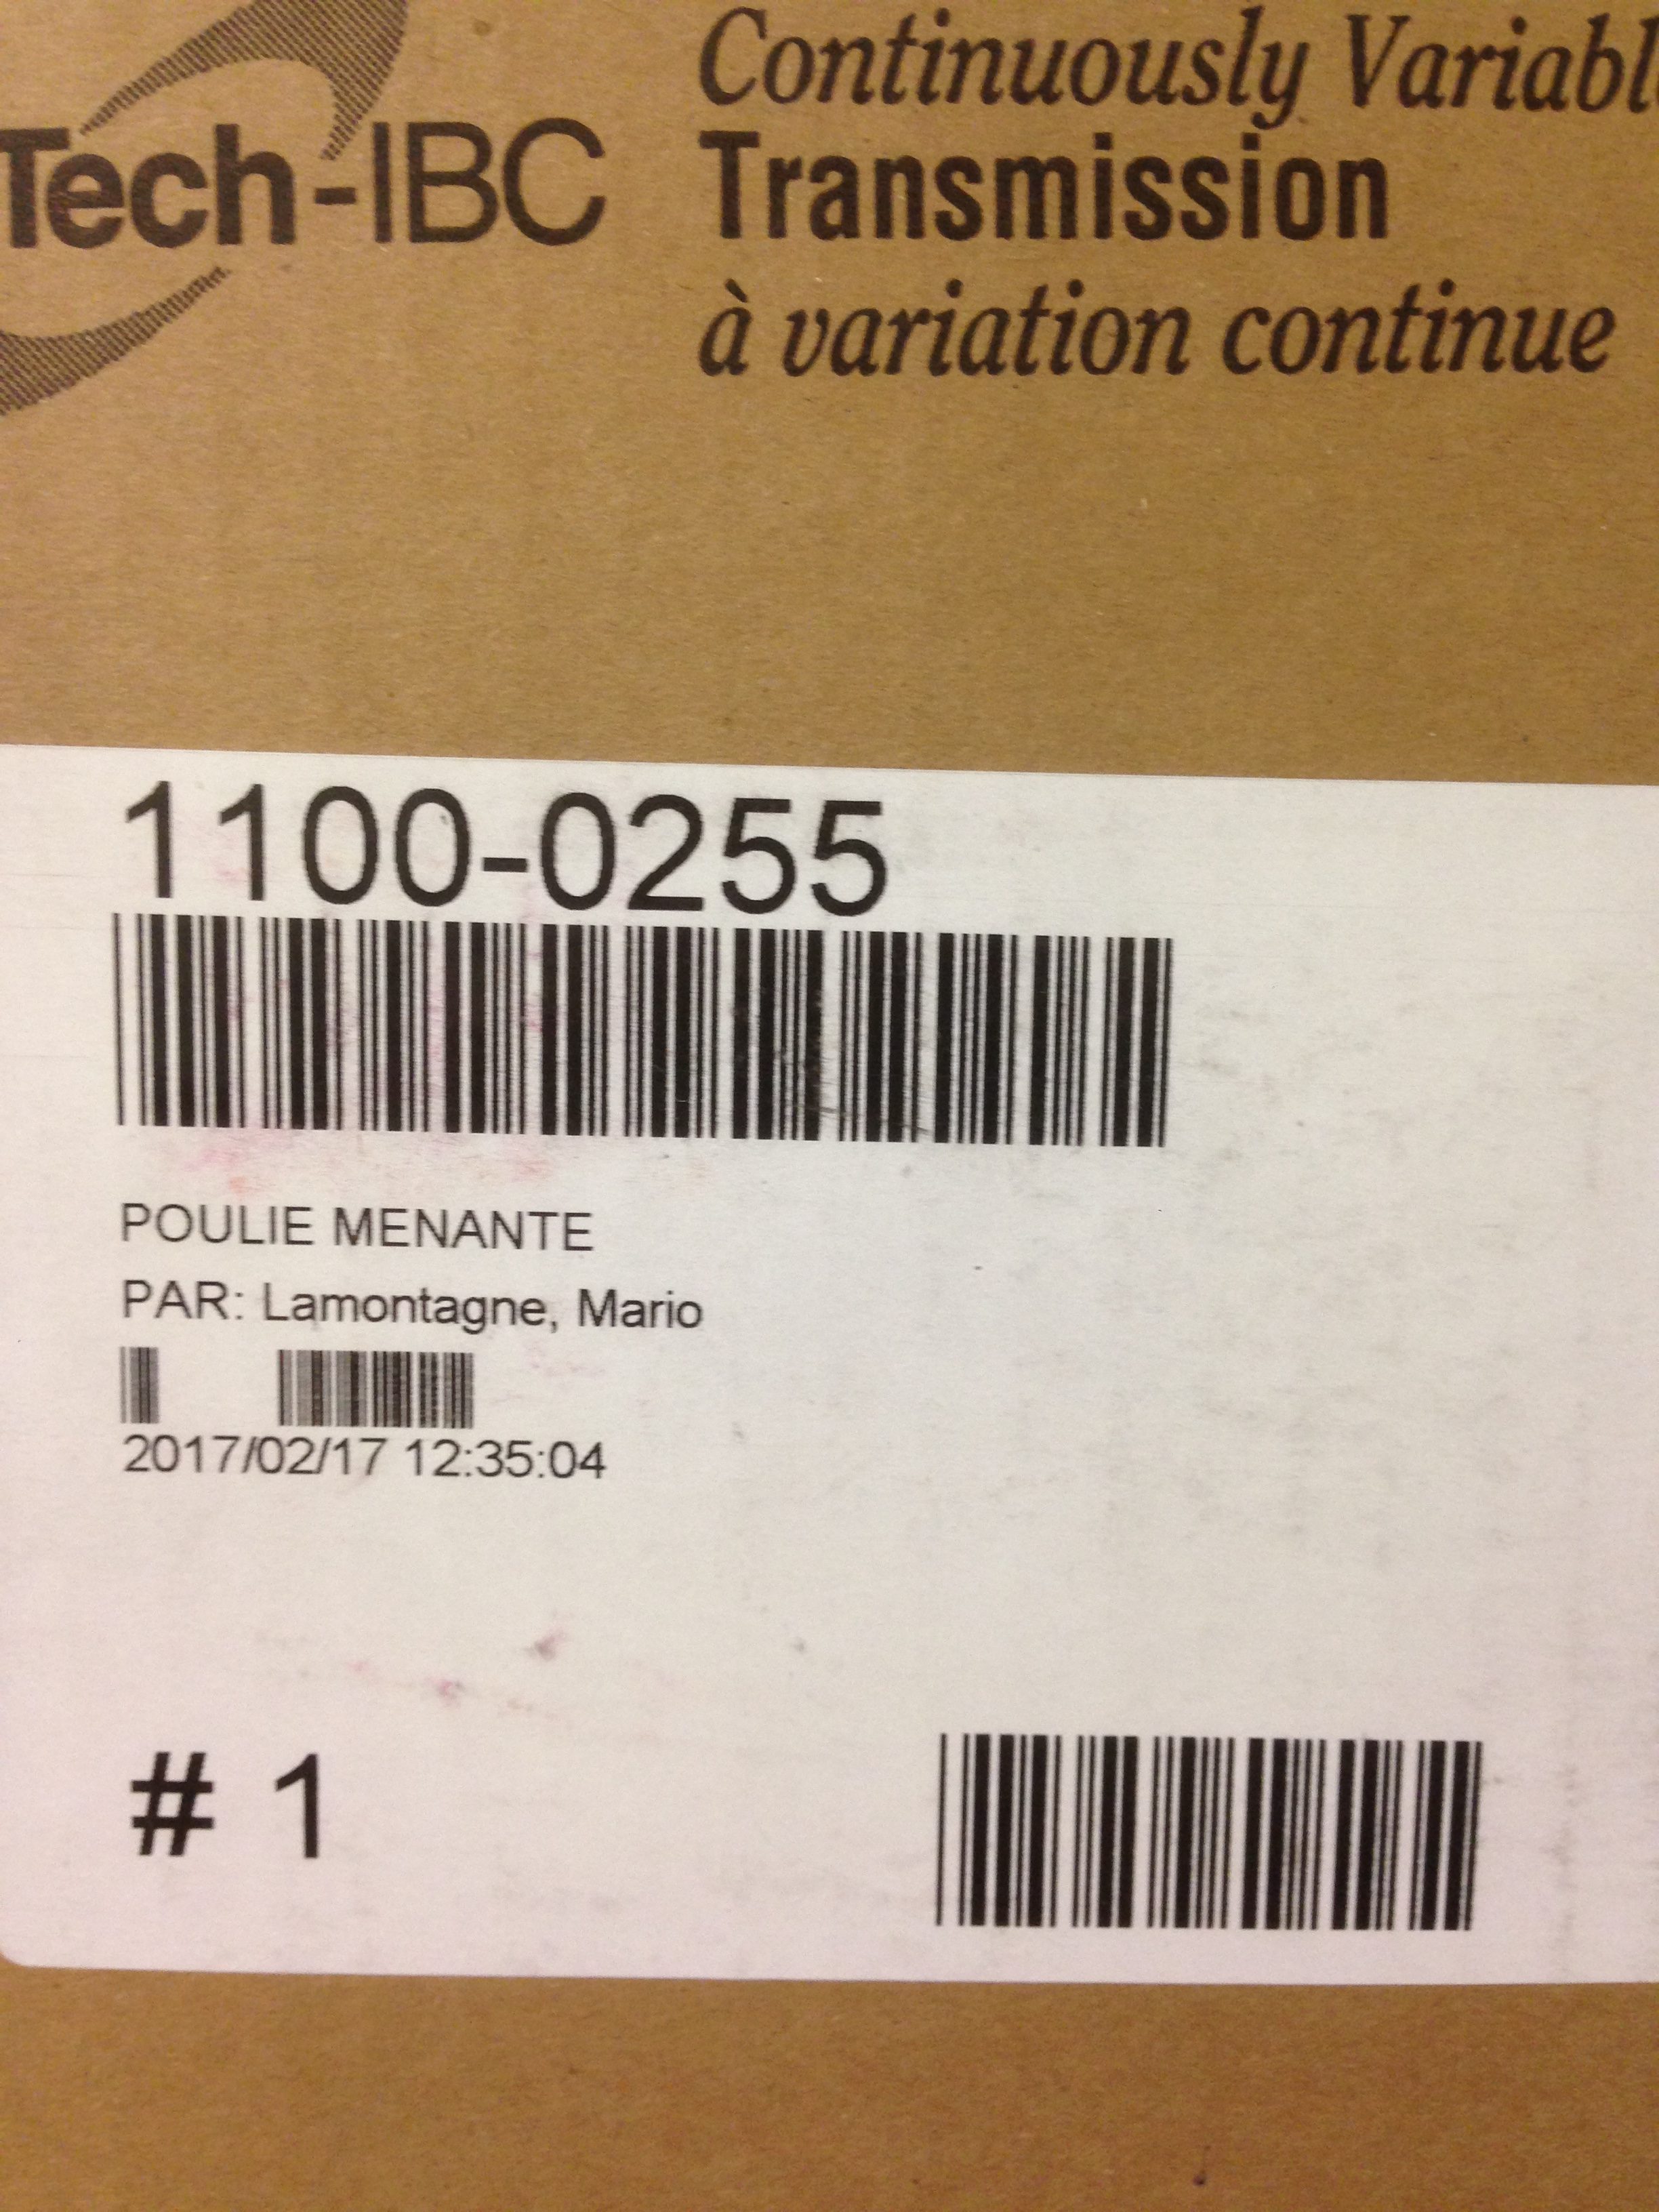 Tech-IBC
Continuously Variable
Transmission
à variation continue
1100-0255
POULIE MENANTE
PAR: Lamontagne, Mario
2017/02/17 12:35:04
# 1